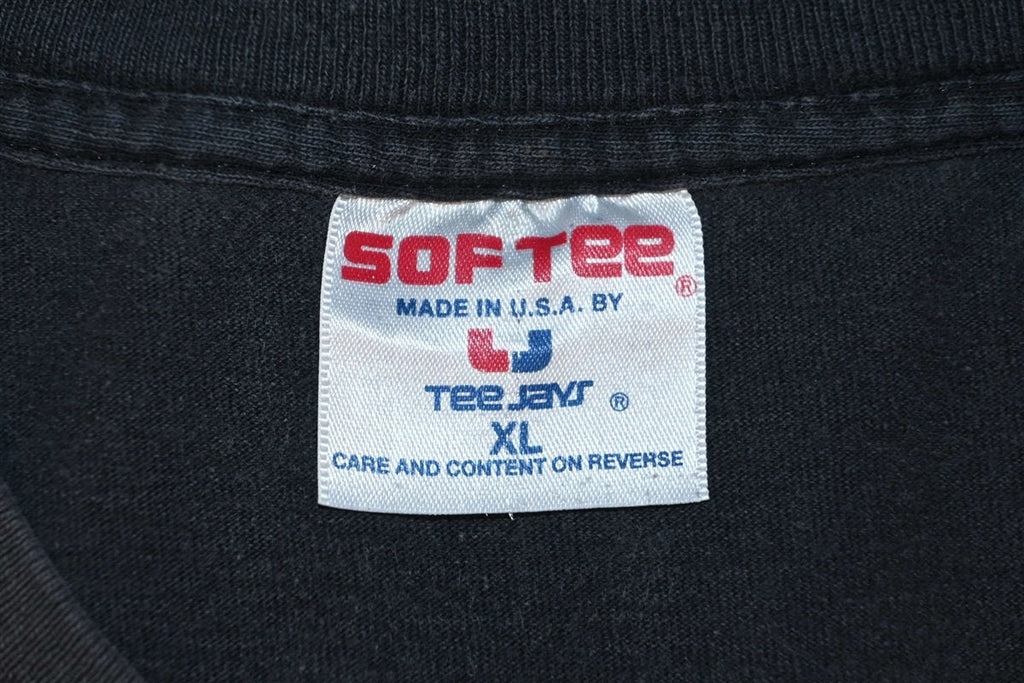 SOFTEE®
MADE IN U.S.A. BY
TEE JAYS ®
XL
CARE AND CONTENT ON REVERSE